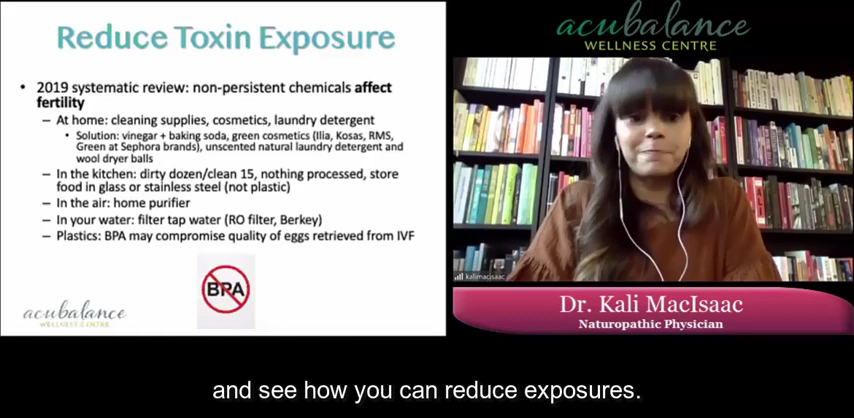 Reduce Toxin Exposure
• 2019 systematic review: non-persistent chemicals affect
fertility
– At home: cleaning supplies, cosmetics, laundry detergent
• Solution: vinegar + baking soda, green cosmetics (Ilia, Kosas, RMS,
Green at Sephora brands), unscented natural laundry detergent and
wool dryer balls
– In the kitchen: dirty dozen/clean 15, nothing processed, store
food in glass or stainless steel (not plastic)
– In the air: home purifier
– In your water: filter tap water (RO filter, Berkey)
– Plastics: BPA may compromise quality of eggs retrieved from IVF
BPA
acubalance
WELLNESS CENTRE
acubalance
WELLNESS CENTRE
kalimacisaac
Dr. Kali MacIsaac
Naturopathic Physician
and see how you can reduce exposures.